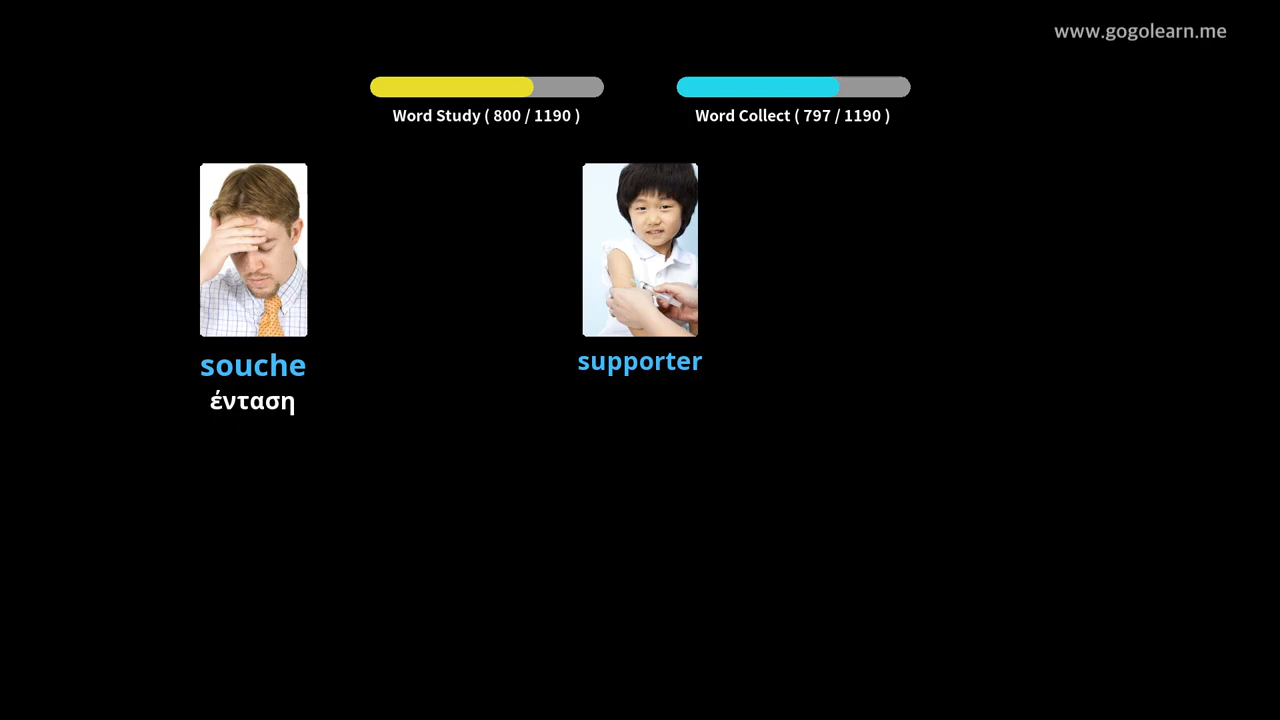 www.gogolearn.me
Word Study ( 800 / 1190 )
Word Collect ( 797 / 1190 )
souche
ένταση
supporter